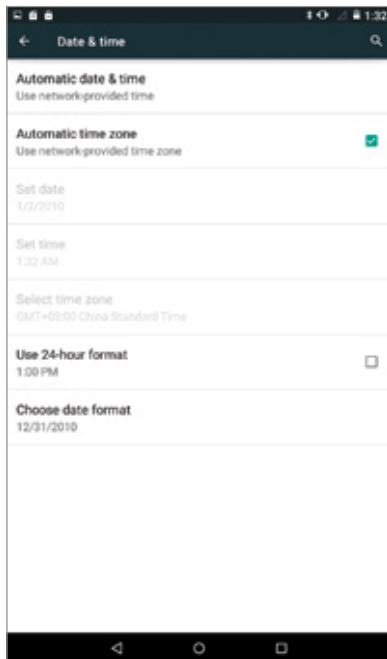 1:32
Date & time
Automatic date & time
Use network-provided time
Automatic time zone
Use network-provided time zone
Set date
1/2/2010
Set time
1:32 AM
Select time zone
GMT+08:00 China Standard Time
Use 24-hour format
1:00 PM
Choose date format
12/31/2010